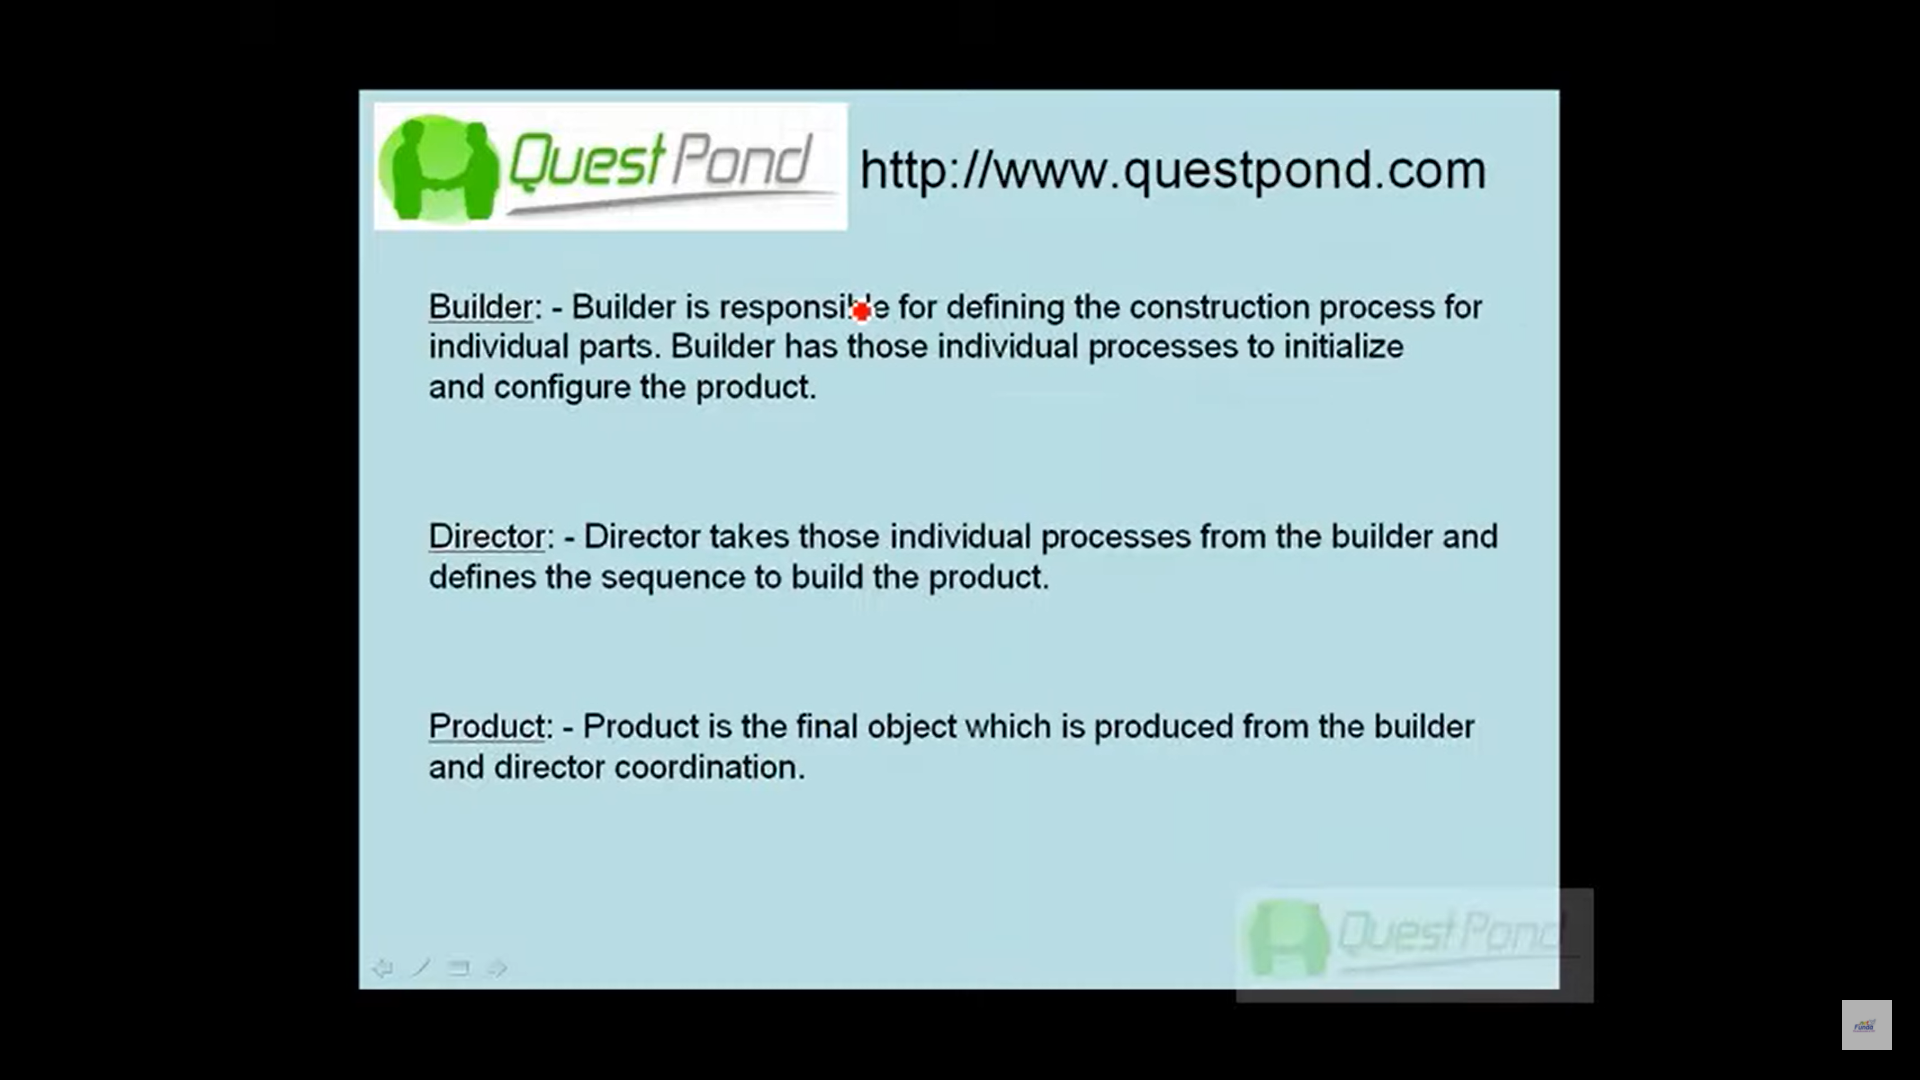 Quest Pond
http://www.questpond.com
Builder: - Builder is responsible for defining the construction process for
individual parts. Builder has those individual processes to initialize
and configure the product.
Director: - Director takes those individual processes from the builder and
defines the sequence to build the product.
Product: - Product is the final object which is produced from the builder
and director coordination.
Quest Pond
Funda